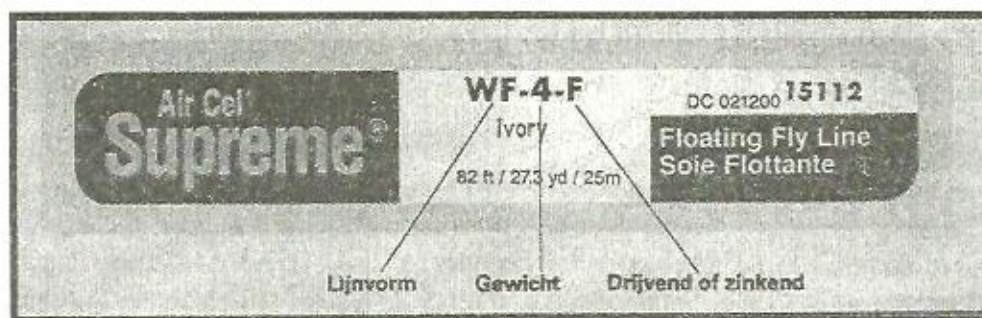 Air Cel
Supreme®
WF-4-F
Ivory
82 ft / 27.3 yd / 25m
DC 021200 15112
Floating Fly Line
Soie Flottante
Lijnvorm Gewicht Drijvend of zinkend